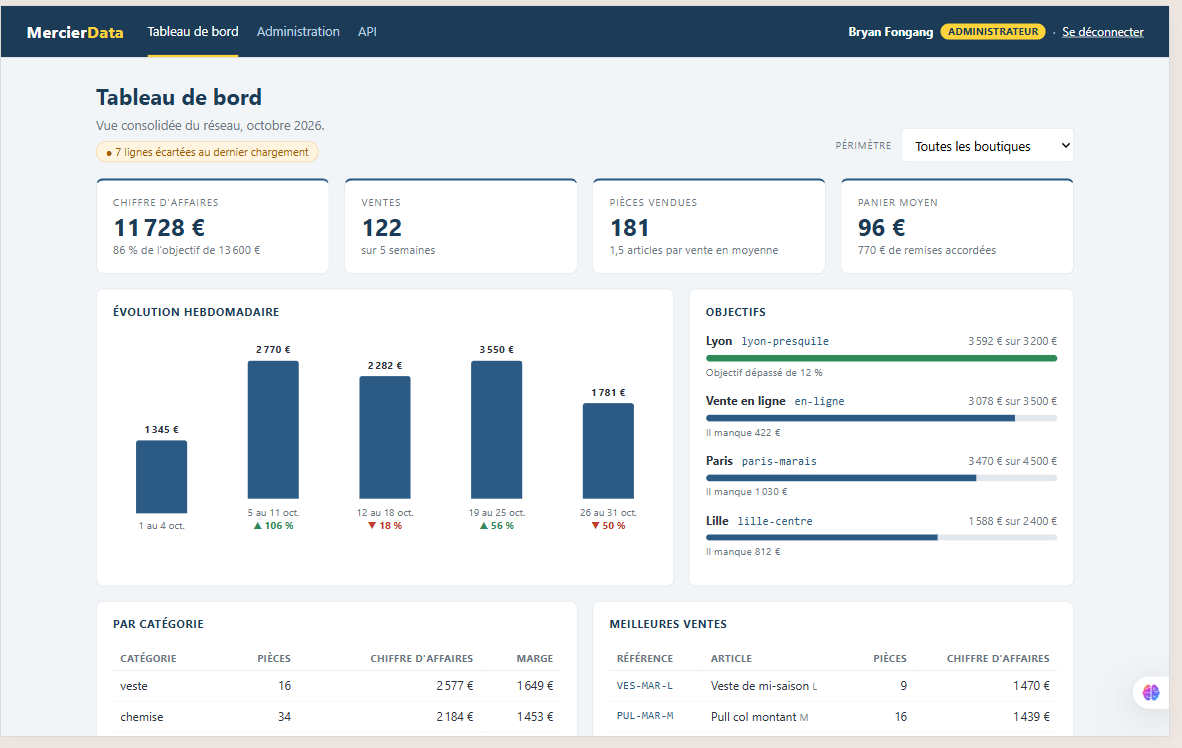 MercierData Tableau de bord Administration API Bryan Fongang ADMINISTRATEUR · Se déconnecter
Tableau de bord
Vue consolidée du réseau, octobre 2026.
● 7 lignes écartées au dernier chargement
PÉRIMÈTRE Toutes les boutiques
CHIFFRE D'AFFAIRES
11 728 €
86 % de l'objectif de 13 600 €
VENTES
122
sur 5 semaines
PIÈCES VENDUES
181
1,5 articles par vente en moyenne
PANIER MOYEN
96 €
770 € de remises accordées
ÉVOLUTION HEBDOMADAIRE
1 345 €
1 au 4 oct.
2 770 €
5 au 11 oct.
▲ 106 %
2 282 €
12 au 18 oct.
▼ 18 %
3 550 €
19 au 25 oct.
▲ 56 %
1 781 €
26 au 31 oct.
▼ 50 %
OBJECTIFS
Lyon lyon-presquile 3 592 € sur 3 200 €
Objectif dépassé de 12 %
Vente en ligne en-ligne 3 078 € sur 3 500 €
Il manque 422 €
Paris paris-marais 3 470 € sur 4 500 €
Il manque 1 030 €
Lille lille-centre 1 588 € sur 2 400 €
Il manque 812 €
PAR CATÉGORIE
CATÉGORIE PIÈCES CHIFFRE D'AFFAIRES MARGE
veste 16 2 577 € 1 649 €
chemise 34 2 184 € 1 453 €
MEILLEURES VENTES
RÉFÉRENCE ARTICLE PIÈCES CHIFFRE D'AFFAIRES
VES-MAR-L Veste de mi-saison L 9 1 470 €
PUL-MAR-M Pull col montant M 16 1 439 €